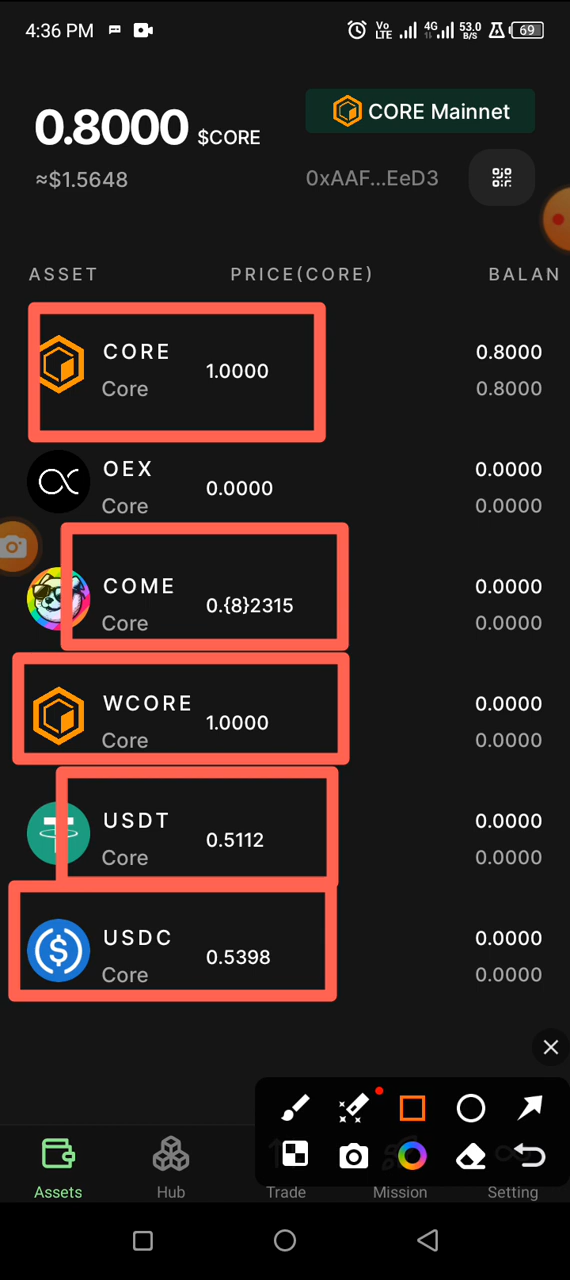 4:36 PM
Vo LTE 4G 53.0 B/S 69
0.8000 $CORE
CORE Mainnet
≈$1.5648
0xAAF...EeD3
ASSET PRICE(CORE) BALAN
CORE 1.0000 0.8000
Core 0.8000
OEX 0.0000 0.0000
Core 0.0000
COME 0.{8}2315 0.0000
Core 0.0000
WCORE 1.0000 0.0000
Core 0.0000
USDT 0.5112 0.0000
Core 0.0000
USDC 0.5398 0.0000
Core 0.0000
Assets Hub Trade Mission Setting